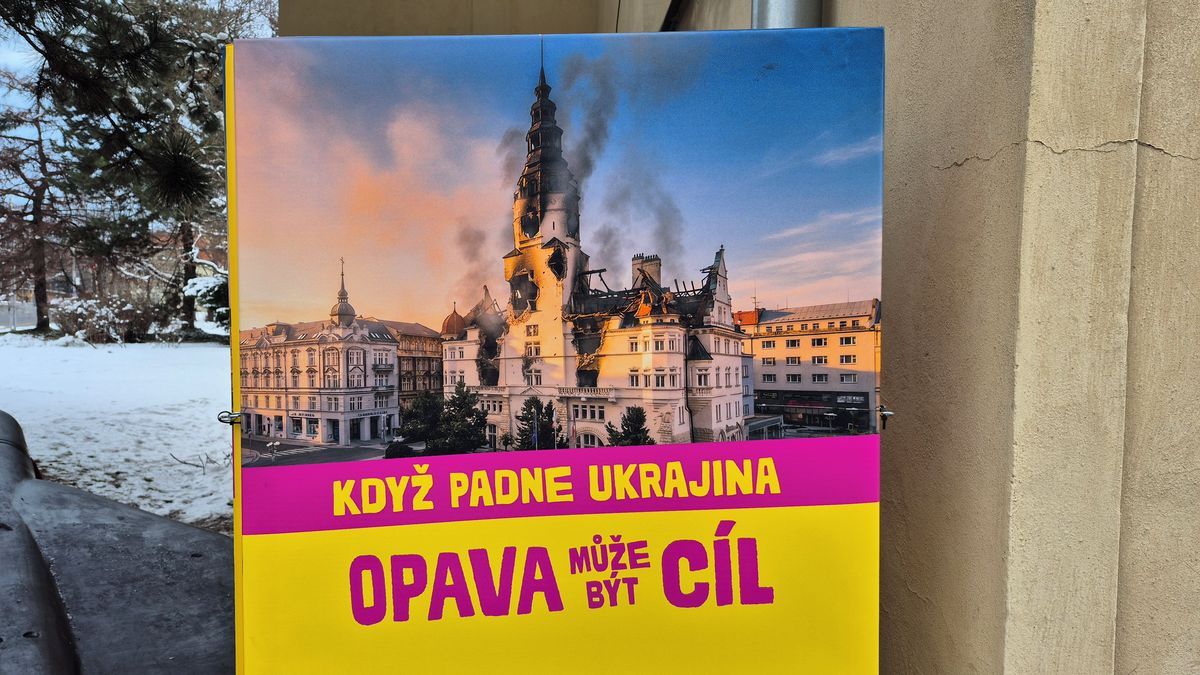 KDYŽ PADNE UKRAJINA
OPAVA MŮŽE BÝT CÍL